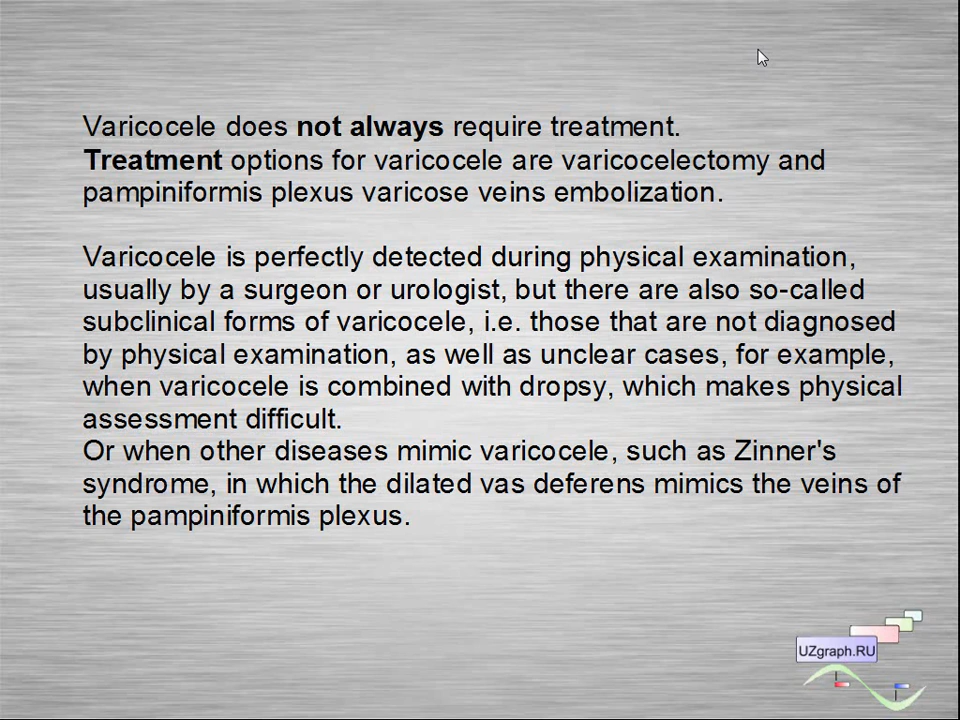 Varicocele does not always require treatment.
Treatment options for varicocele are varicocelectomy and
pampiniformis plexus varicose veins embolization.
Varicocele is perfectly detected during physical examination,
usually by a surgeon or urologist, but there are also so-called
subclinical forms of varicocele, i.e. those that are not diagnosed
by physical examination, as well as unclear cases, for example,
when varicocele is combined with dropsy, which makes physical
assessment difficult.
Or when other diseases mimic varicocele, such as Zinner's
syndrome, in which the dilated vas deferens mimics the veins of
the pampiniformis plexus.
UZgraph.RU